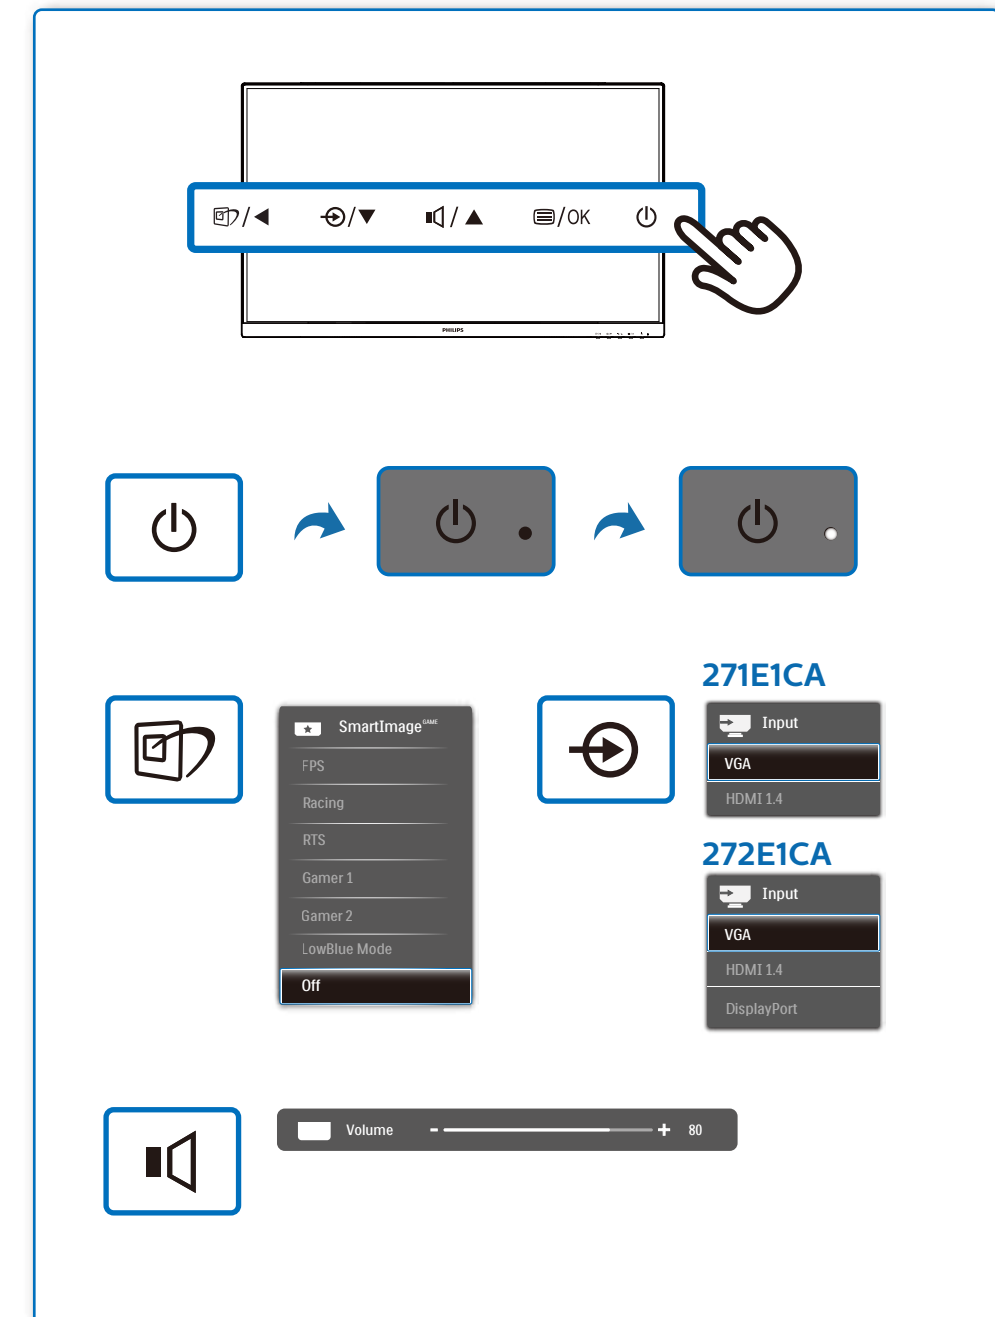 /◀ /▼ / ▲ /OK
PHILIPS
271E1CA
Input
VGA
HDMI 1.4
SmartImage GAME
FPS
Racing
RTS
Gamer 1
Gamer 2
LowBlue Mode
Off
272E1CA
Input
VGA
HDMI 1.4
DisplayPort
Volume - + 80